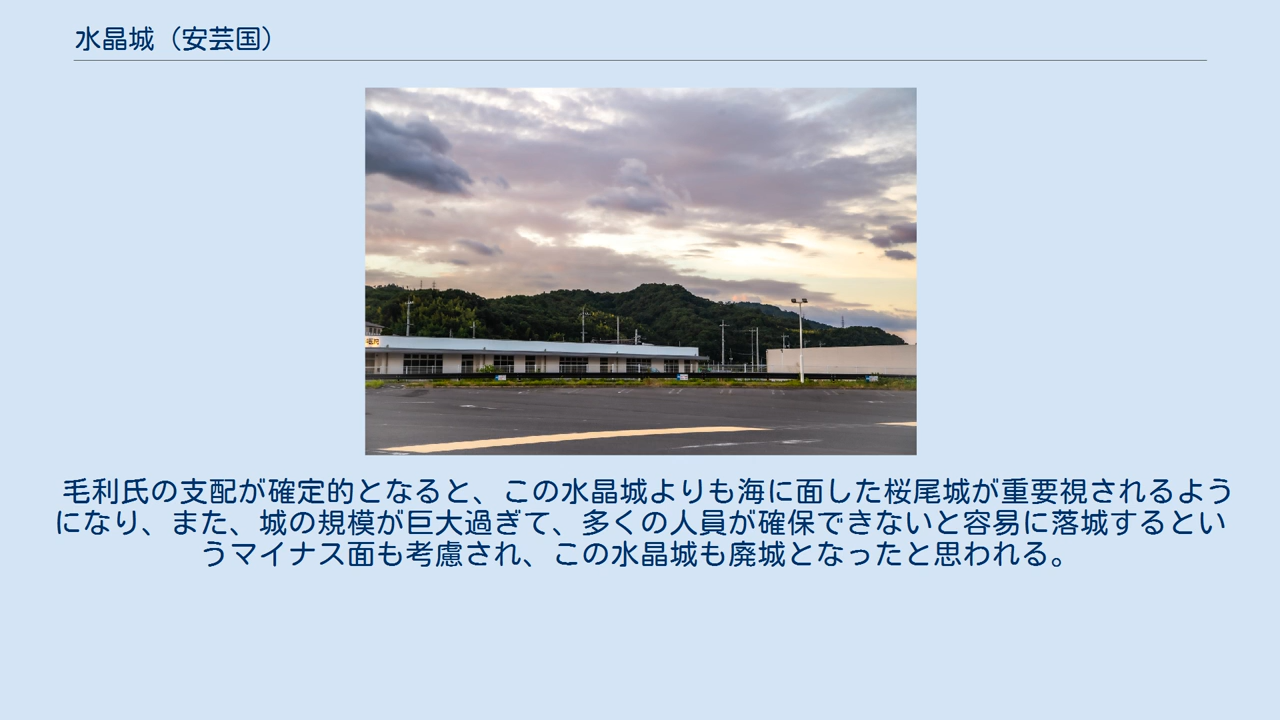 水晶城（安芸国）
毛利氏の支配が確定的となると、この水晶城よりも海に面した桜尾城が重要視されるよう
になり、また、城の規模が巨大過ぎて、多くの人員が確保できないと容易に落城するとい
うマイナス面も考慮され、この水晶城も廃城となったと思われる。